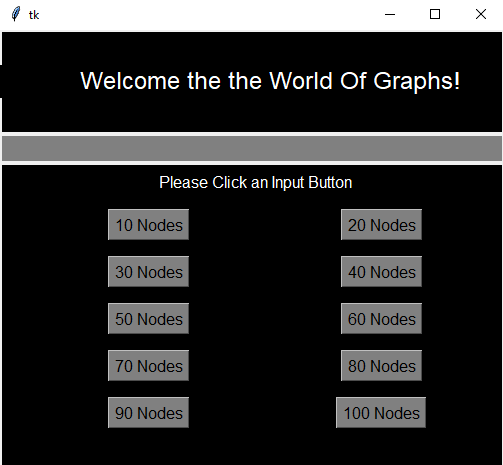 tk
Welcome the the World Of Graphs!
Please Click an Input Button
10 Nodes 20 Nodes
30 Nodes 40 Nodes
50 Nodes 60 Nodes
70 Nodes 80 Nodes
90 Nodes 100 Nodes